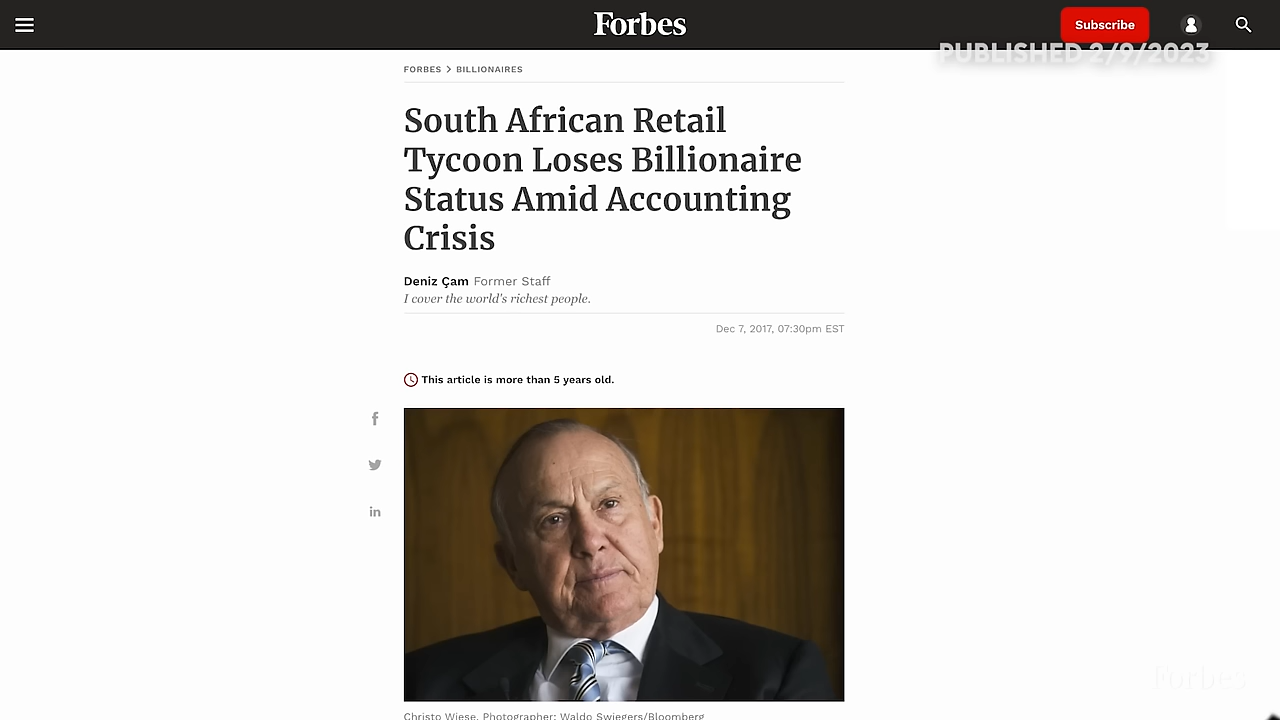 Forbes
Subscribe
PUBLISHED 2/9/2023
FORBES > BILLIONAIRES
South African Retail
Tycoon Loses Billionaire
Status Amid Accounting
Crisis
Deniz Çam Former Staff
I cover the world's richest people.
Dec 7, 2017, 07:30pm EST
This article is more than 5 years old.
f
in
Christo Wiese. Photographer: Waldo Swiegers/Bloomberg
Forbes